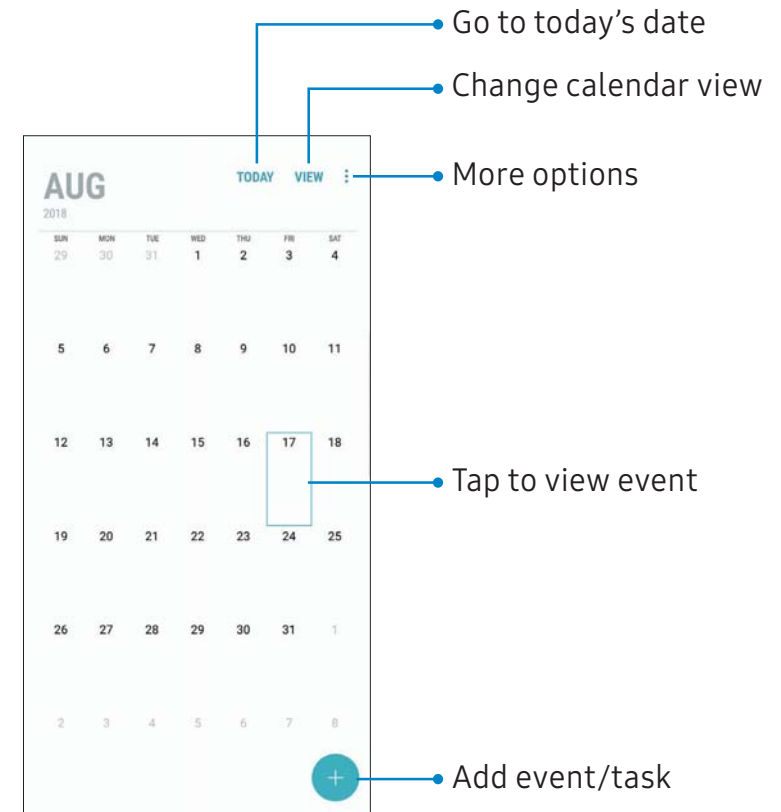 Go to today's date
Change calendar view
AUG
TODAY VIEW
More options
2018
SUN MON TUE WED THU FRI SAT
29 30 31 1 2 3 4
5 6 7 8 9 10 11
12 13 14 15 16 17 18
Tap to view event
19 20 21 22 23 24 25
26 27 28 29 30 31 1
2 3 4 5 6 7 8
+
Add event/task